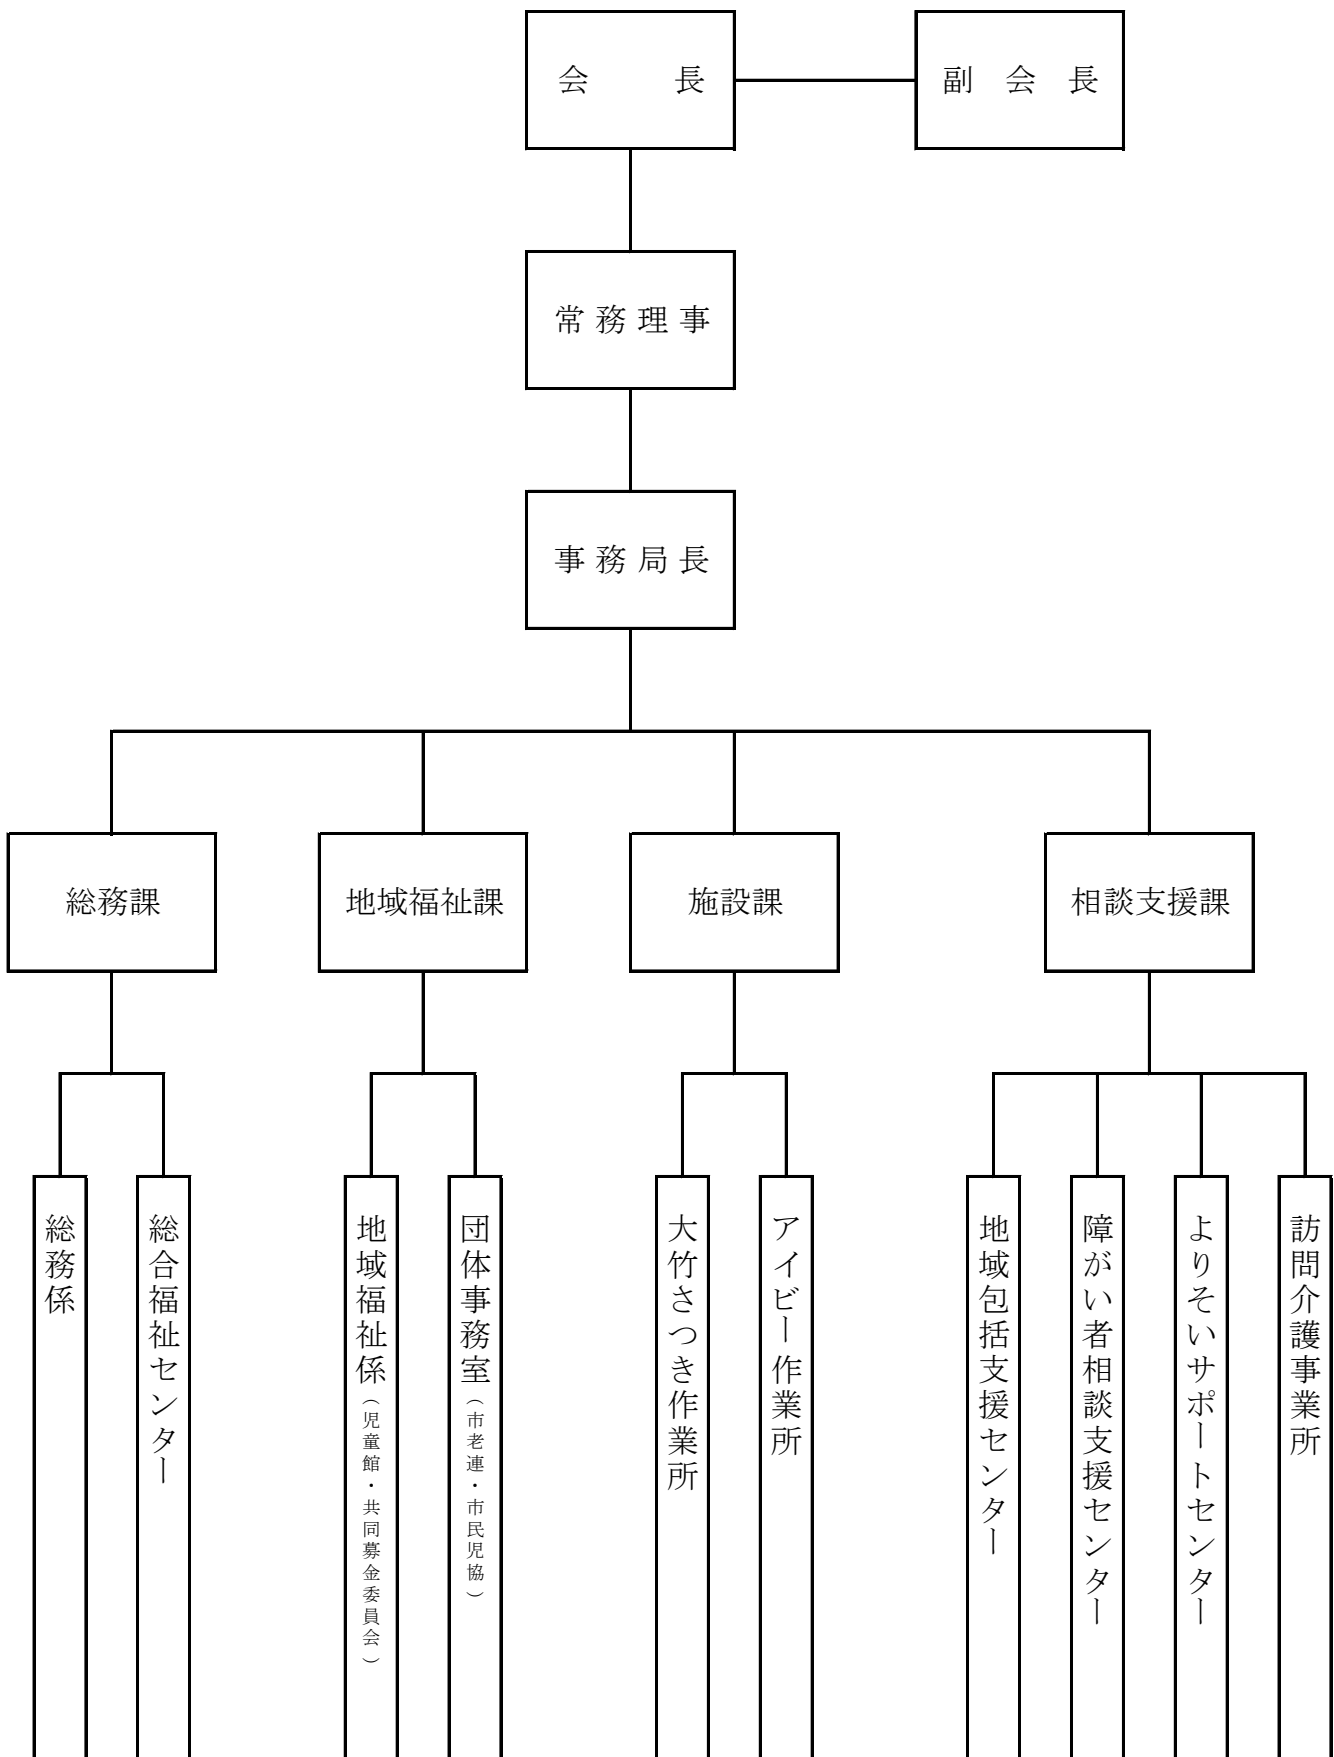 会長
副会長
常務理事
事務局長
総務課
地域福祉課
施設課
相談支援課
総務係
総合福祉センター
地域福祉係（児童館・共同募金委員会）
団体事務室（市老連・市民児協）
大竹さつき作業所
アイビー作業所
地域包括支援センター
障がい者相談支援センター
よりそいサポートセンター
訪問介護事業所